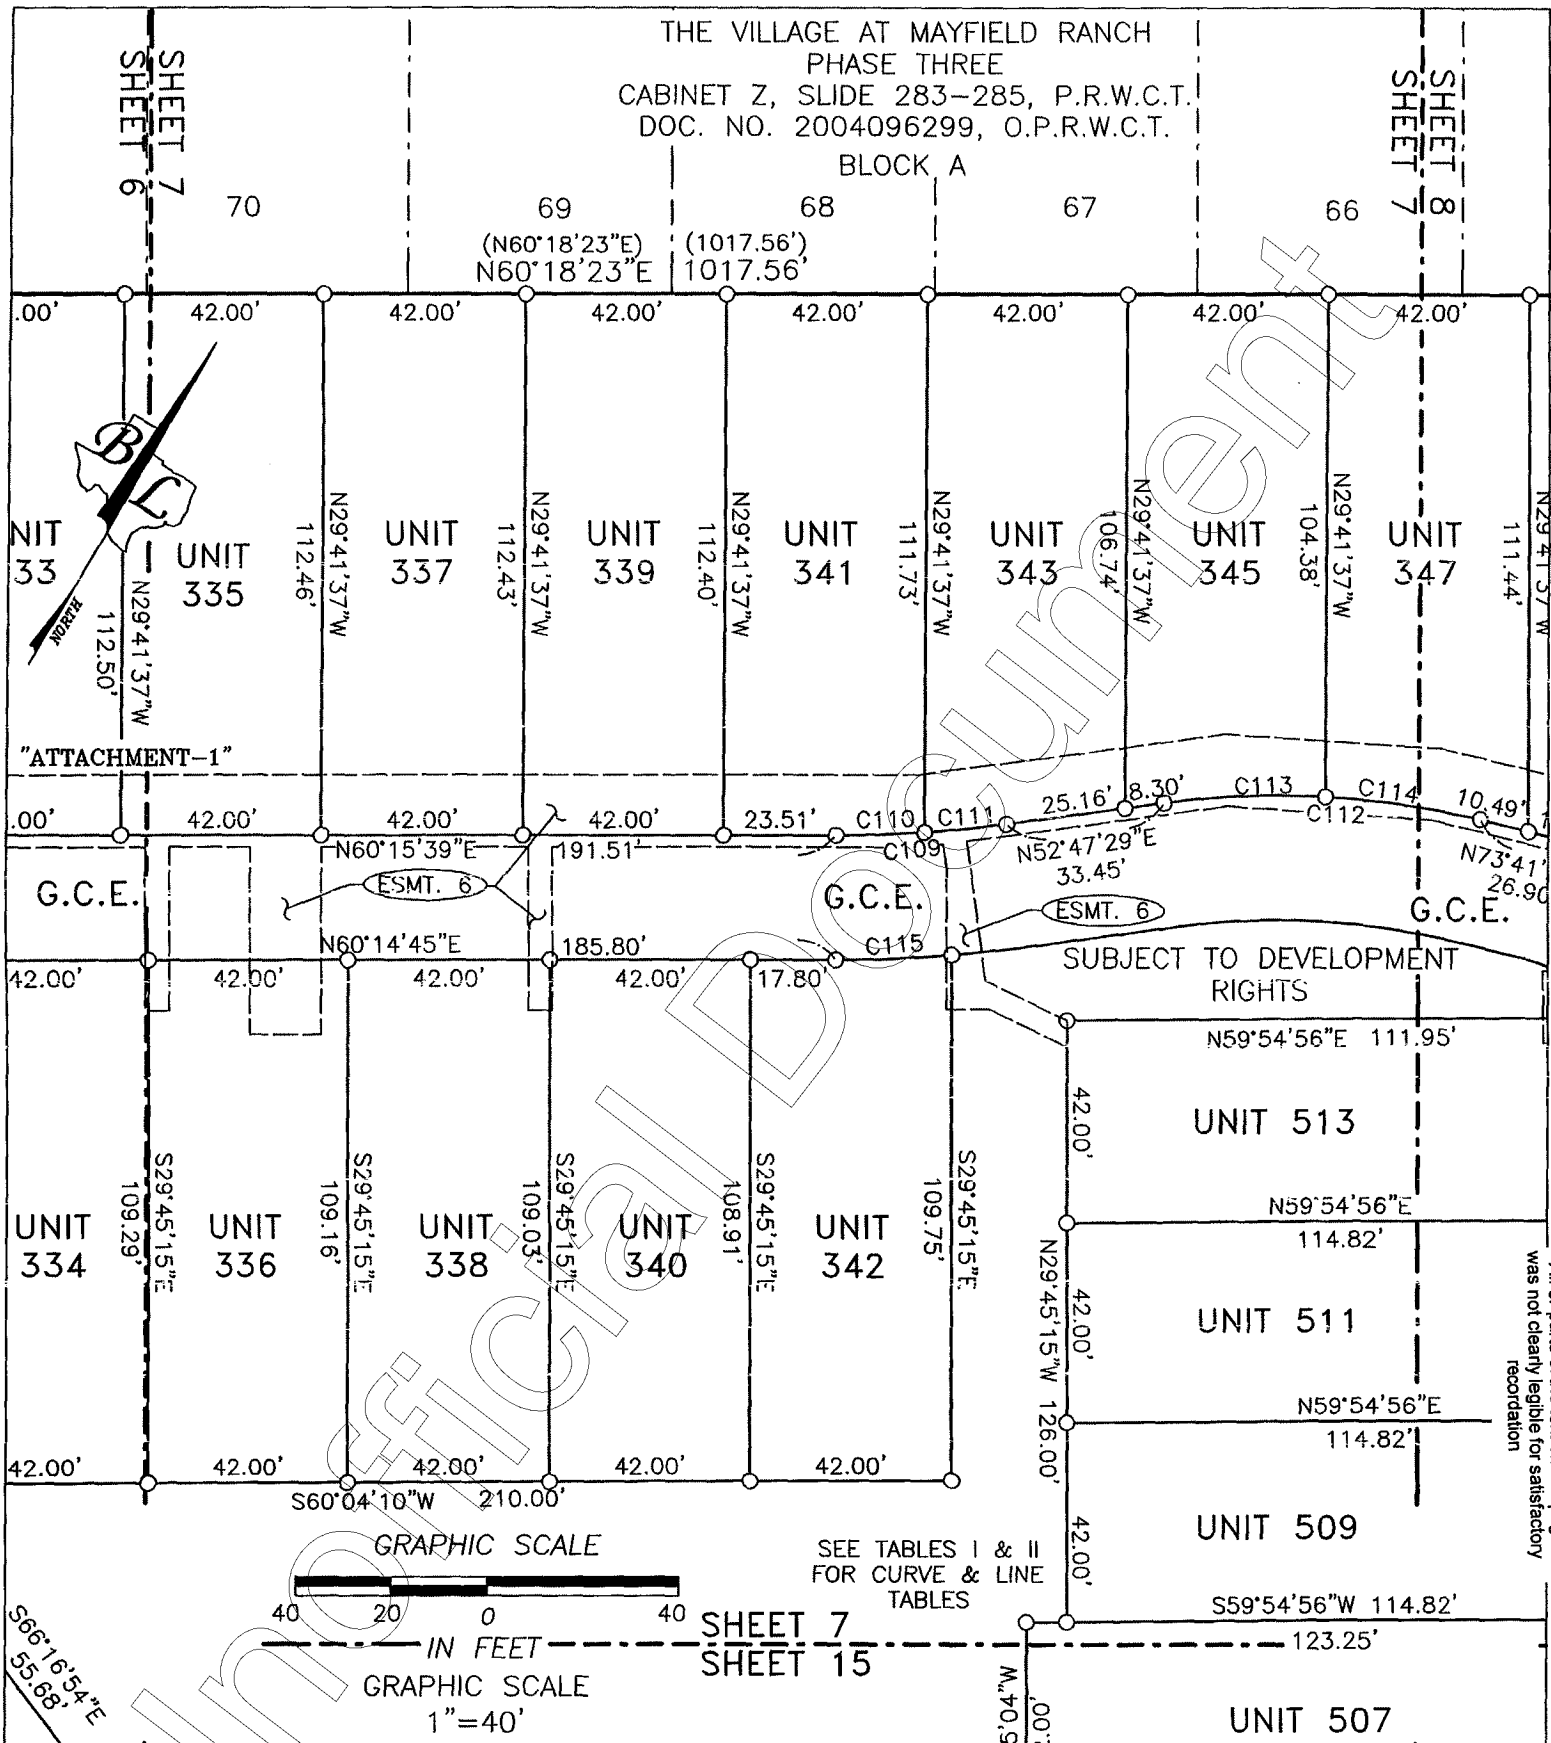 THE VILLAGE AT MAYFIELD RANCH
PHASE THREE
CABINET Z, SLIDE 283-285, P.R.W.C.T.
DOC. NO. 2004096299, O.P.R.W.C.T.
BLOCK A
SHEET 7
SHEET 6
SHEET 8
SHEET 7
70
69
68
67
66
(N60°18'23"E) (1017.56')
N60°18'23"E 1017.56'
.00'
42.00'
42.00'
42.00'
42.00'
42.00'
42.00'
42.00'
B
L
NORTH
NIT
33
UNIT
335
UNIT
337
UNIT
339
UNIT
341
UNIT
343
UNIT
345
UNIT
347
N29°41'37"W
112.50'
N29°41'37"W
112.46'
N29°41'37"W
112.43'
N29°41'37"W
112.40'
N29°41'37"W
111.73'
N29°41'37"W
106.74'
N29°41'37"W
104.38'
N29°41'37"W
111.44'
"ATTACHMENT-1"
.00'
42.00'
42.00'
42.00'
23.51'
C110
C111
25.16'
8.30'
C113
C114
10.49'
N60°15'39"E
191.51'
C109
N52°47'29"E
33.45'
C112
N73°41'
26.90
G.C.E.
ESMT. 6
G.C.E.
ESMT. 6
G.C.E.
N60°14'45"E
185.80'
C115
SUBJECT TO DEVELOPMENT
RIGHTS
42.00'
42.00'
42.00'
42.00'
17.80'
N59°54'56"E 111.95'
42.00'
UNIT 513
UNIT
334
UNIT
336
UNIT
338
UNIT
340
UNIT
342
S29°45'15"E
109.29'
S29°45'15"E
109.16'
S29°45'15"E
109.03'
S29°45'15"E
108.91'
S29°45'15"E
109.75'
N59°54'56"E
114.82'
N29°45'15"W 126.00'
42.00'
UNIT 511
was not clearly legible for satisfactory
recordation
N59°54'56"E
114.82'
42.00'
42.00'
42.00'
42.00'
42.00'
S60°04'10"W 210.00'
UNIT 509
42.00'
GRAPHIC SCALE
40 20 0 40
IN FEET
GRAPHIC SCALE
1"=40'
SEE TABLES I & II
FOR CURVE & LINE
TABLES
S59°54'56"W 114.82'
123.25'
SHEET 7
SHEET 15
S66°16'54"E
55.68'
.00'
UNIT 507
nofficial Document